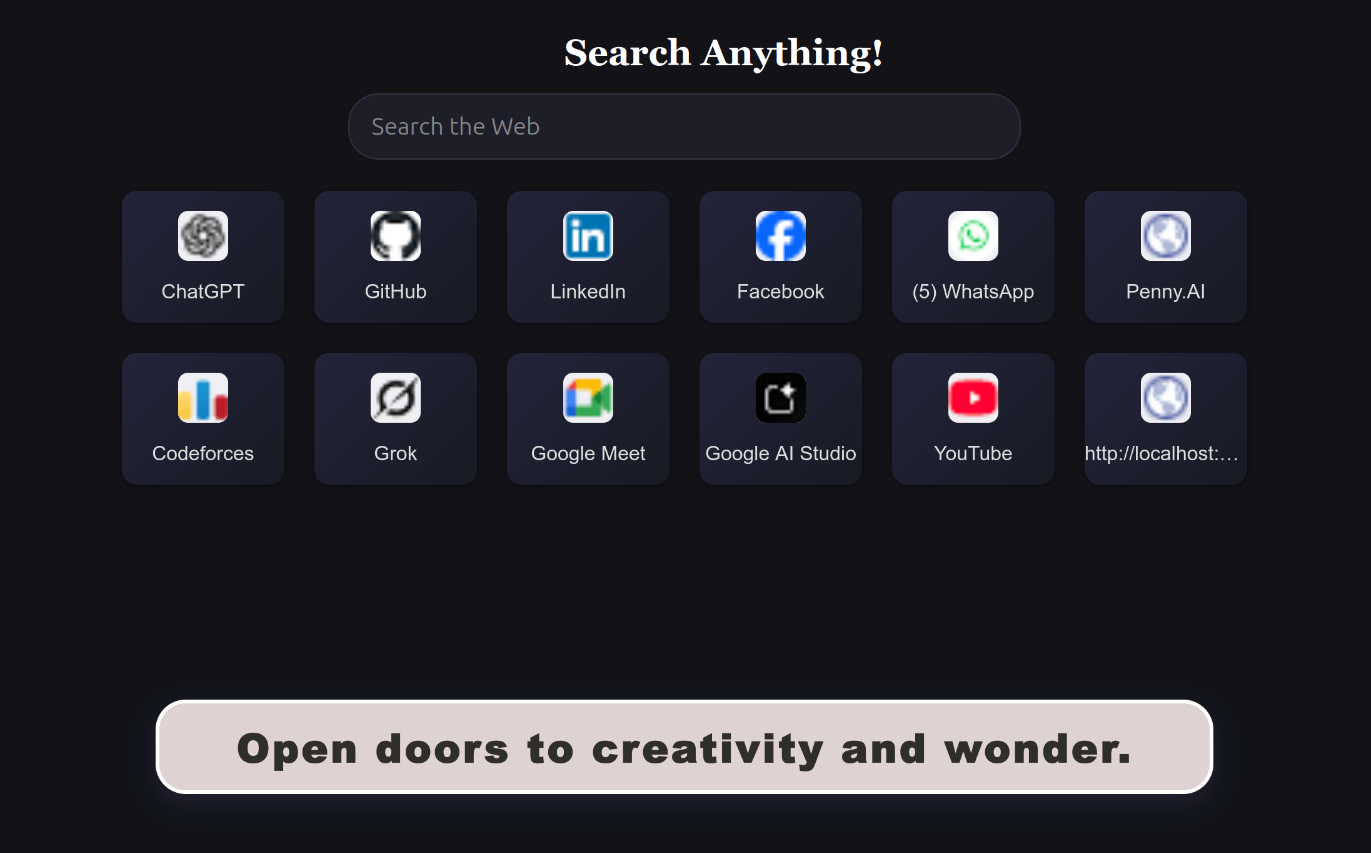 Search Anything!
Search the Web
ChatGPT
GitHub
LinkedIn
Facebook
(5) WhatsApp
Penny.AI
Codeforces
Grok
Google Meet
Google AI Studio
YouTube
http://localhost:...
Open doors to creativity and wonder.